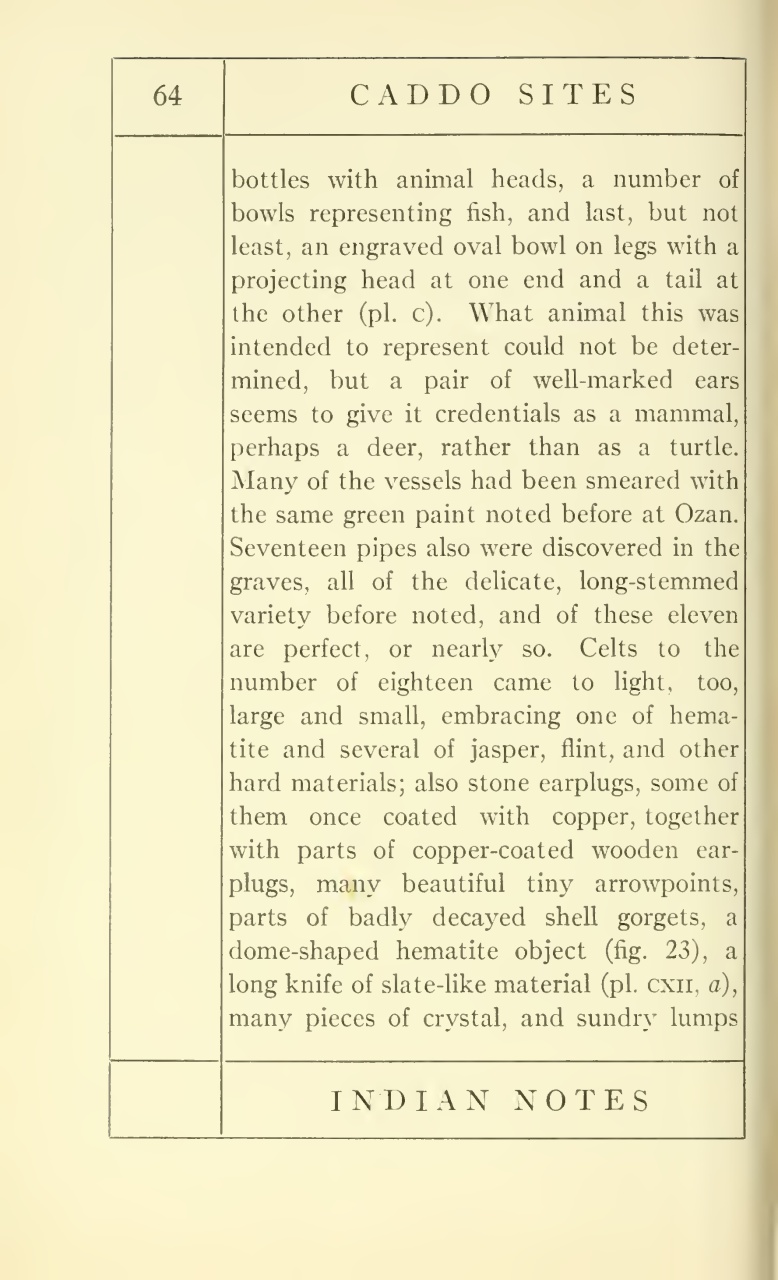 64
CADDO SITES
bottles with animal heads, a number of
bowls representing fish, and last, but not
least, an engraved oval bowl on legs with a
projecting head at one end and a tail at
the other (pl. C). What animal this was
intended to represent could not be deter-
mined, but a pair of well-marked ears
seems to give it credentials as a mammal,
perhaps a deer, rather than as a turtle.
Many of the vessels had been smeared with
the same green paint noted before at Ozan.
Seventeen pipes also were discovered in the
graves, all of the delicate, long-stemmed
variety before noted, and of these eleven
are perfect, or nearly so. Celts to the
number of eighteen came to light, too,
large and small, embracing one of hema-
tite and several of jasper, flint, and other
hard materials; also stone earplugs, some of
them once coated with copper, together
with parts of copper-coated wooden ear-
plugs, many beautiful tiny arrowpoints,
parts of badly decayed shell gorgets, a
dome-shaped hematite object (fig. 23), a
long knife of slate-like material (pl. CXII, a),
many pieces of crystal, and sundry lumps
INDIAN NOTES